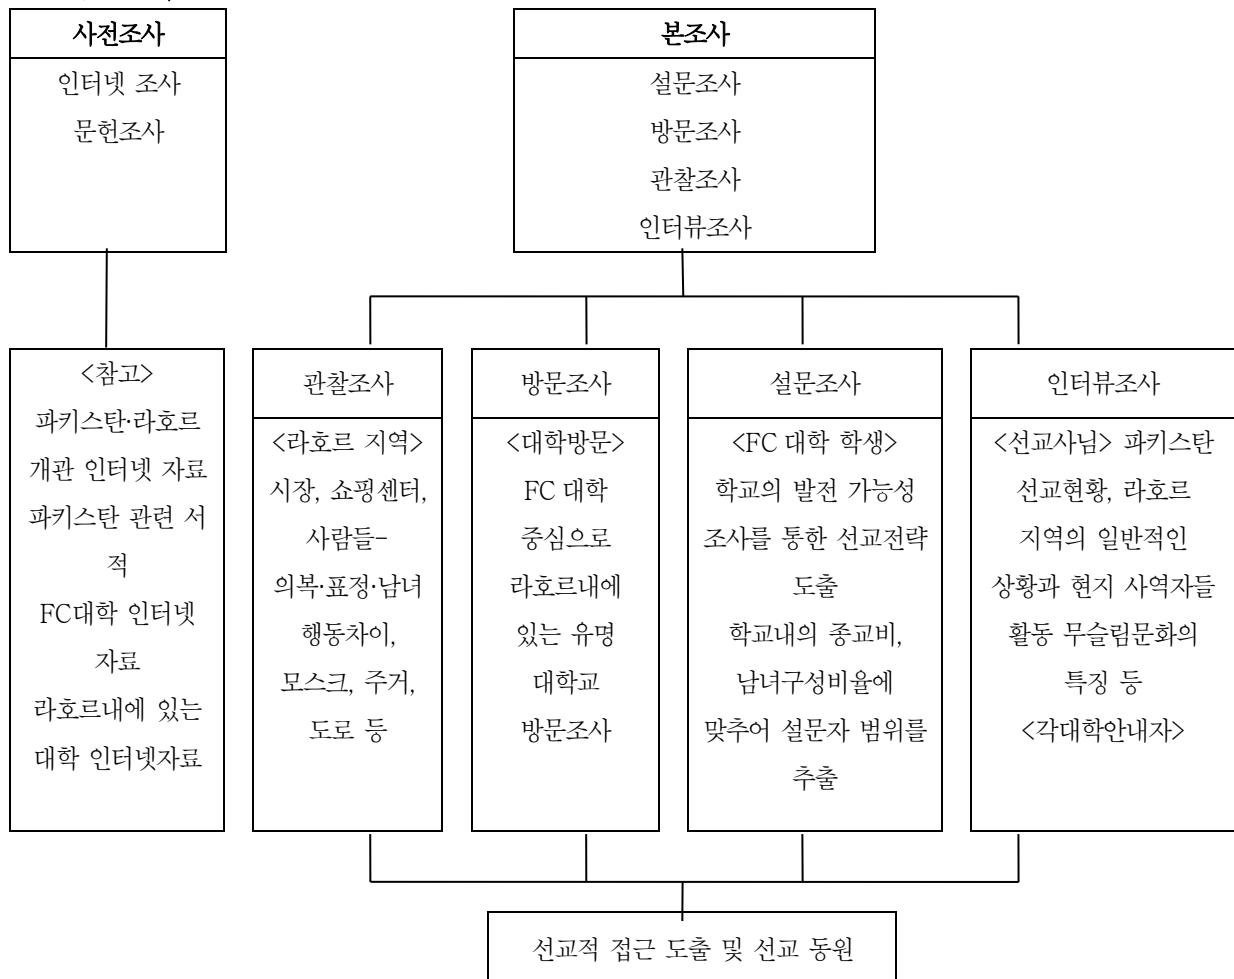 사전조사
인터넷 조사
문헌조사
본조사
설문조사
방문조사
관찰조사
인터뷰조사
<참고>
파키스탄·라호르
개관 인터넷 자료
파키스탄 관련 서
적
FC대학 인터넷
자료
라호르내에 있는
대학 인터넷자료
관찰조사
<라호르 지역>
시장, 쇼핑센터,
사람들-
의복·표정·남녀
행동차이,
모스크, 주거,
도로 등
방문조사
<대학방문>
FC 대학
중심으로
라호르내에
있는 유명
대학교
방문조사
설문조사
<FC 대학 학생>
학교의 발전 가능성
조사를 통한 선교전략
도출
학교내의 종교비,
남녀구성비율에
맞추어 설문자 범위를
추출
인터뷰조사
<선교사님> 파키스탄
선교현황, 라호르
지역의 일반적인
상황과 현지 사역자들
활동 무슬림문화의
특징 등
<각대학안내자>
선교적 접근 도출 및 선교 동원